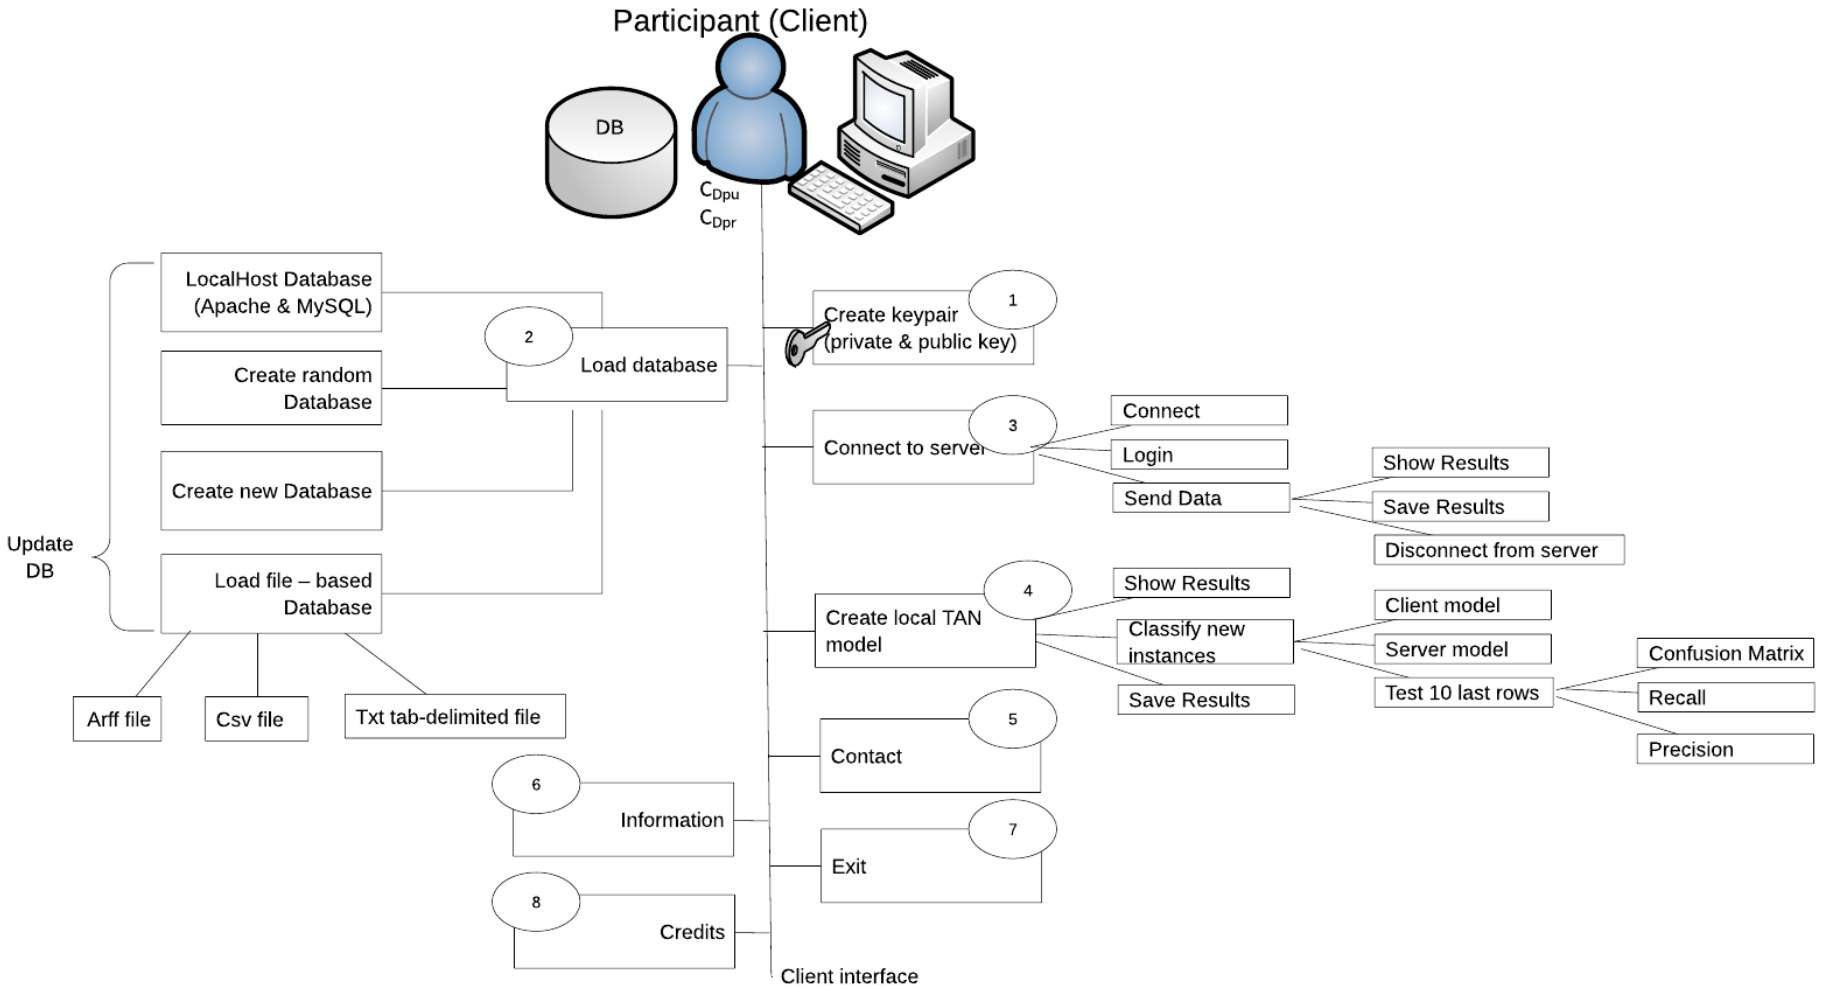 Participant (Client)
DB
CDpu
CDpr
LocalHost Database
(Apache & MySQL)
Create random
Database
Create new Database
Load file – based
Database
Update
DB
Arff file
Csv file
Txt tab-delimited file
2
Load database
1
Create keypair
(private & public key)
3
Connect to server
Connect
Login
Send Data
Show Results
Save Results
Disconnect from server
4
Create local TAN
model
Show Results
Classify new
instances
Save Results
Client model
Server model
Test 10 last rows
Confusion Matrix
Recall
Precision
5
Contact
6
Information
7
Exit
8
Credits
Client interface